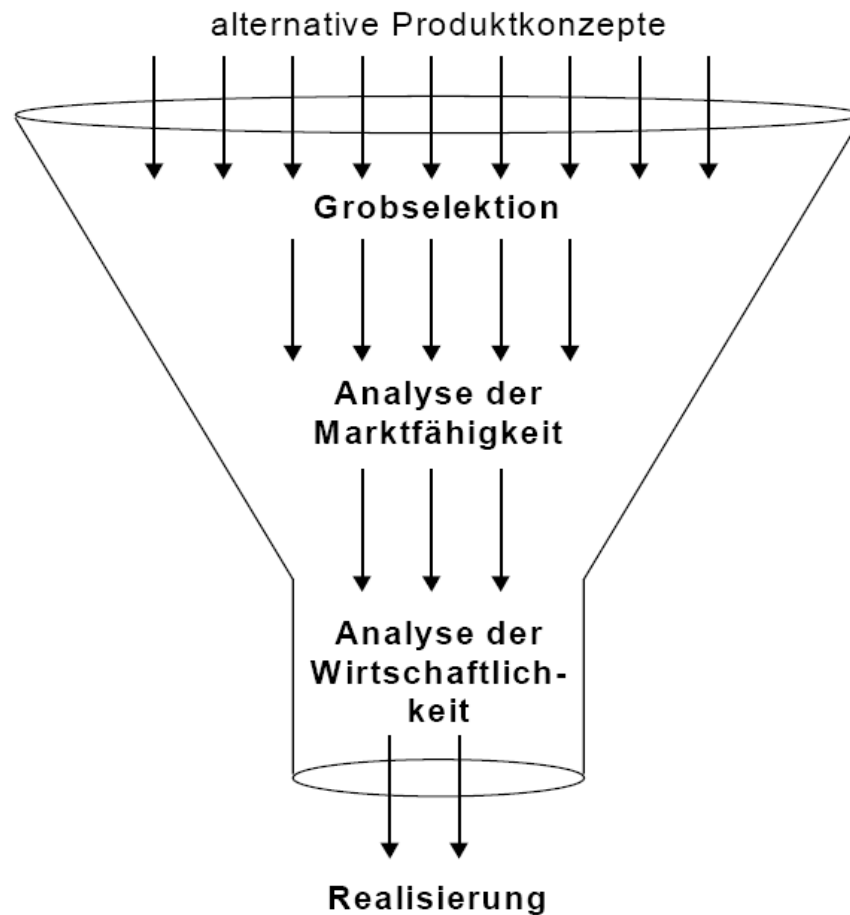 alternative Produktkonzepte
Grobselektion
Analyse der
Marktfähigkeit
Analyse der
Wirtschaftlich-
keit
Realisierung